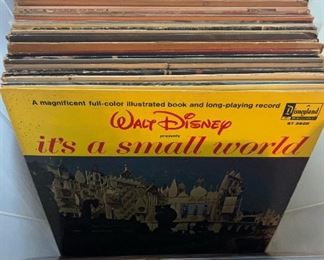 A magnificent full-color illustrated book and long-playing record
Disneyland
ST 3925
WALT DISNEY
presents
it's a small world